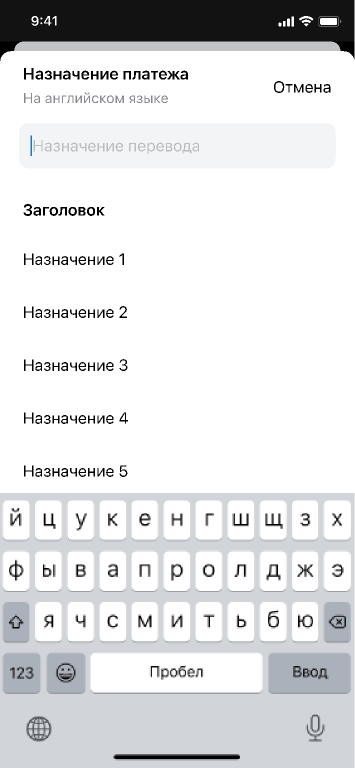 9:41
Назначение платежа
Отмена
На английском языке
Назначение перевода
Заголовок
Назначение 1
Назначение 2
Назначение 3
Назначение 4
Назначение 5
й ц у к е н г ш щ з х
ф ы в а п р о л д ж э
я ч с м и т ь б ю
123 Пробел Ввод